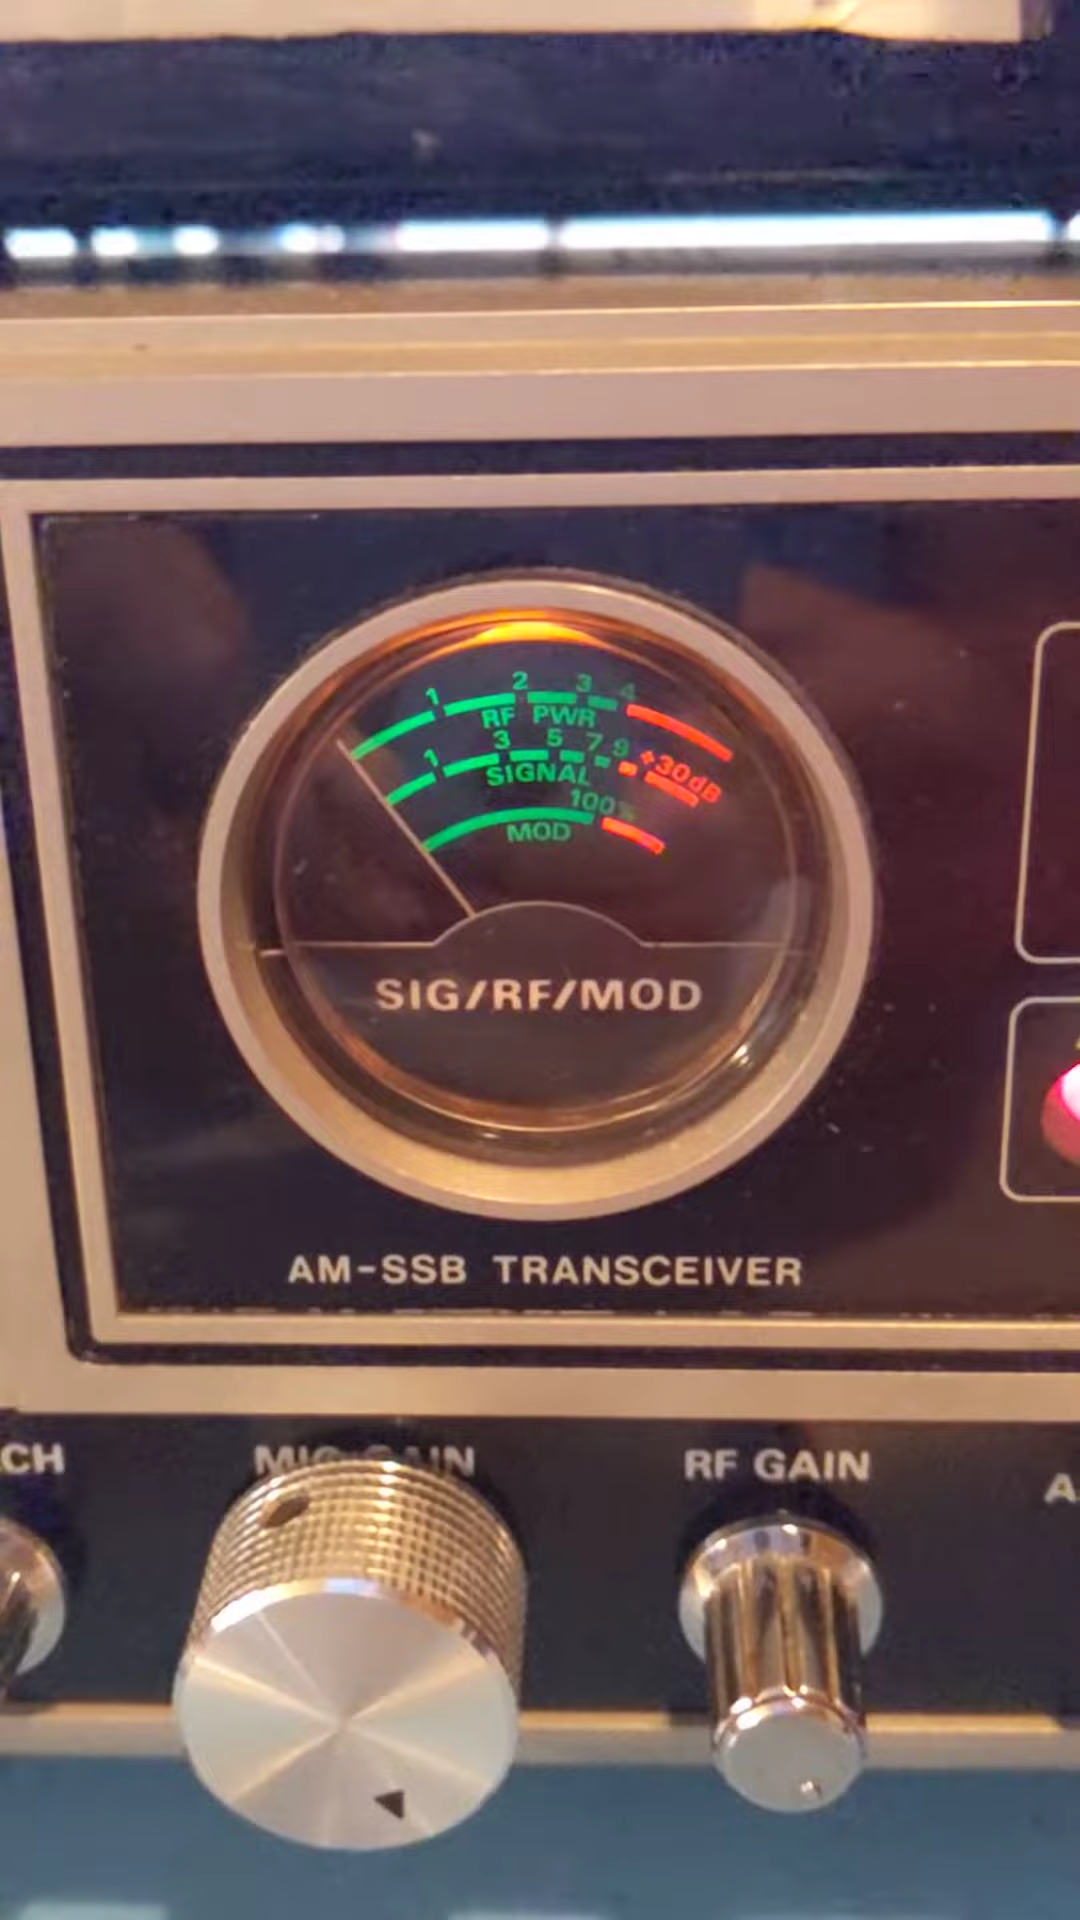 1 2 3 4
RF PWR
1 3 5 7 9 +30dB
SIGNAL
100%
MOD
SIG/RF/MOD
AM-SSB TRANSCEIVER
CH
MIC GAIN
RF GAIN
A